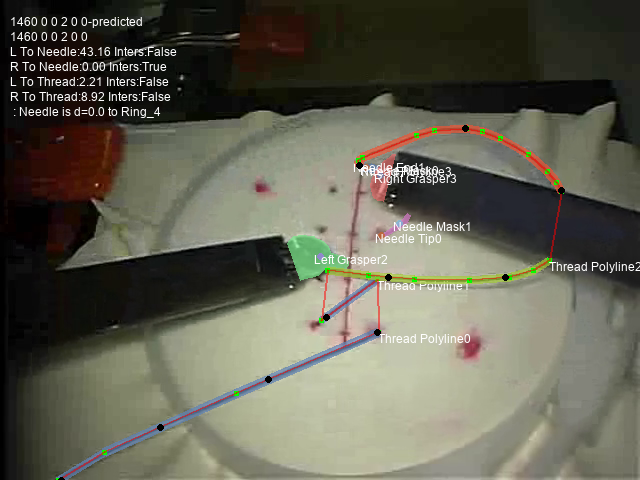 1460 0 0 2 0 0-predicted
1460 0 0 2 0 0
L To Needle:43.16 Inters:False
R To Needle:0.00 Inters:True
L To Thread:2.21 Inters:False
R To Thread:8.92 Inters:False
: Needle is d=0.0 to Ring_4
Needle End1
Right Grasper3
Needle Mask1
Needle Tip0
Left Grasper2
Thread Polyline2
Thread Polyline1
Thread Polyline0